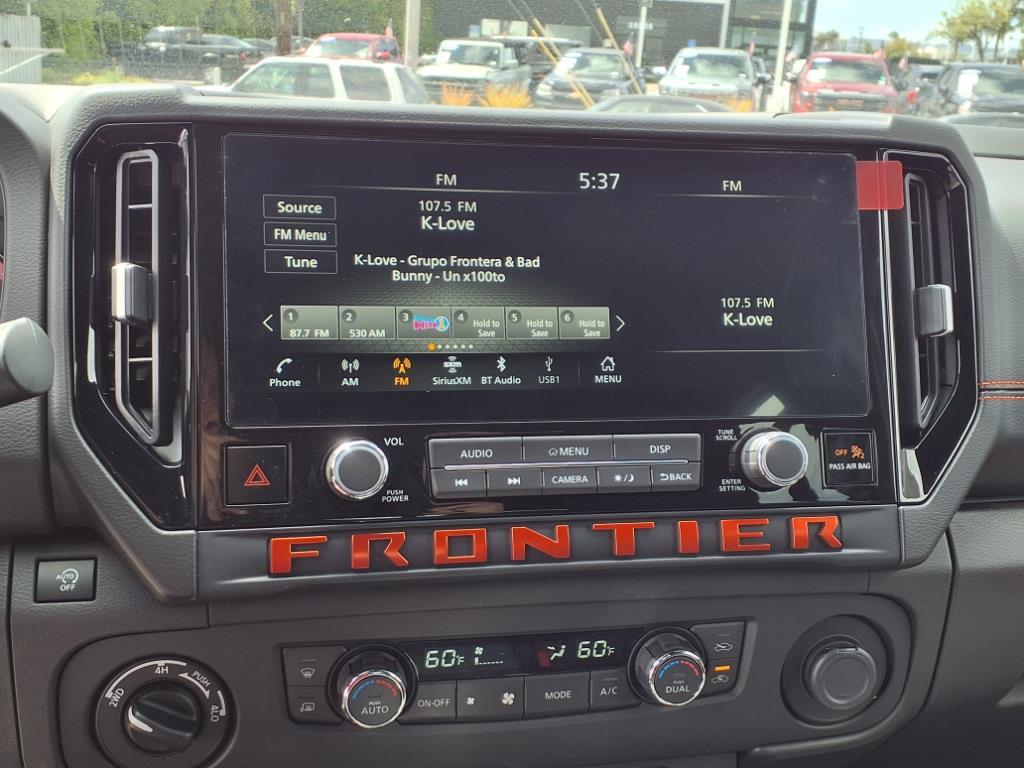 FM 5:37 FM
Source
107.5 FM
K-Love
FM Menu
Tune
K-Love - Grupo Frontera & Bad
Bunny - Un x100to
107.5 FM
K-Love
1 2 3 4 5 6
87.7 FM 530 AM Hold to Save Hold to Save Hold to Save
Phone AM FM SiriusXM BT Audio USB1 MENU
sxm
VOL
PUSH
POWER
AUDIO MENU DISP
CAMERA BACK
TUNE
SCROLL
ENTER
SETTING
OFF
PASS AIR BAG
FRONTIER
AUTO
OFF
2WD 4H PUSH 4LO
60°F 60°F
PUSH
AUTO
ON·OFF MODE A/C
PUSH
DUAL